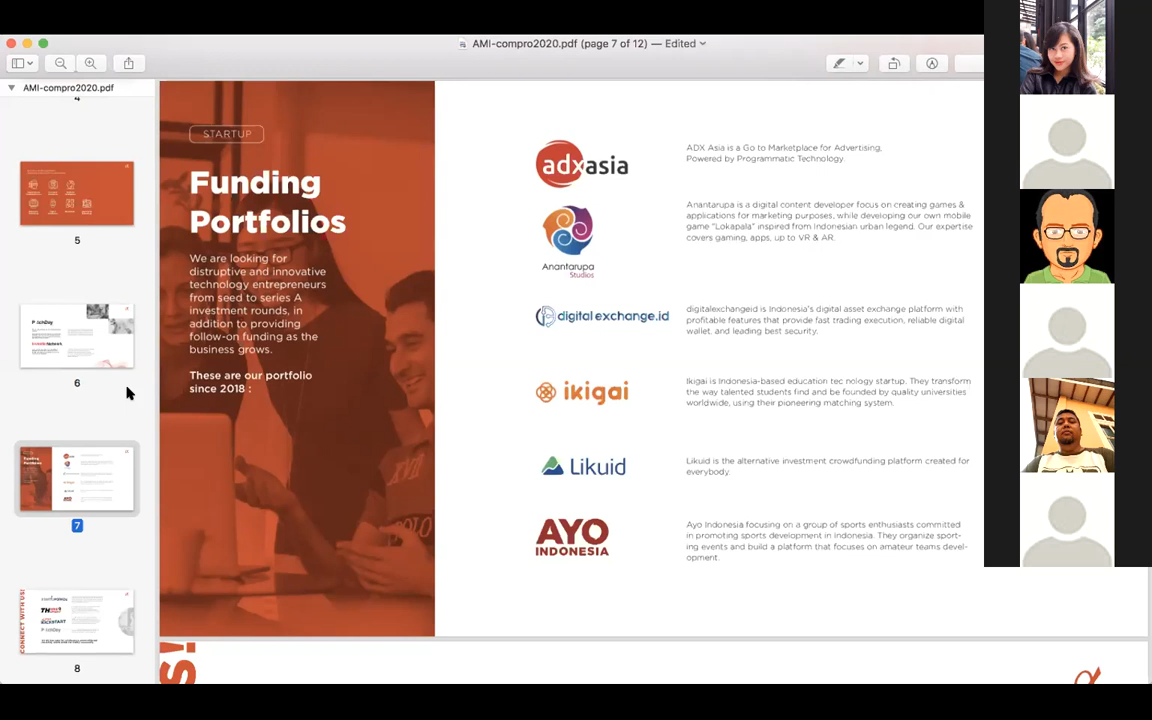 AMI-compro2020.pdf (page 7 of 12) — Edited
AMI-compro2020.pdf
4
5
6
7
8
STARTUP
Funding
Portfolios
We are looking for
distruptive and innovative
technology entrepreneurs
from seed to series A
investment rounds, in
addition to providing
follow-on funding as the
business grows.
These are our portfolio
since 2018 :
adxasia
ADX Asia is a Go to Marketplace for Advertising,
Powered by Programmatic Technology.
Anantarupa
Studios
Anantarupa is a digital content developer focus on creating games &
applications for marketing purposes, while developing our own mobile
game "Lokapala" inspired from Indonesian urban legend. Our expertise
covers gaming, apps, up to VR & AR.
digital exchange.id
digitalexchangeid is Indonesia's digital asset exchange platform with
profitable features that provide fast trading execution, reliable digital
wallet, and leading best security.
ikigai
Ikigai is Indonesia-based education tec nology startup. They transform
the way talented students find and be founded by quality universities
worldwide, using their pioneering matching system.
Likuid
Likuid is the alternative investment crowdfunding platform created for
everybody.
AYO
INDONESIA
Ayo Indonesia focusing on a group of sports enthusiasts committed
in promoting sports development in Indonesia. They organize sport-
ing events and build a platform that focuses on amateur teams devel-
opment.
Funding
Portfolios
CONNECT WITH US!
KICKSTART
S!